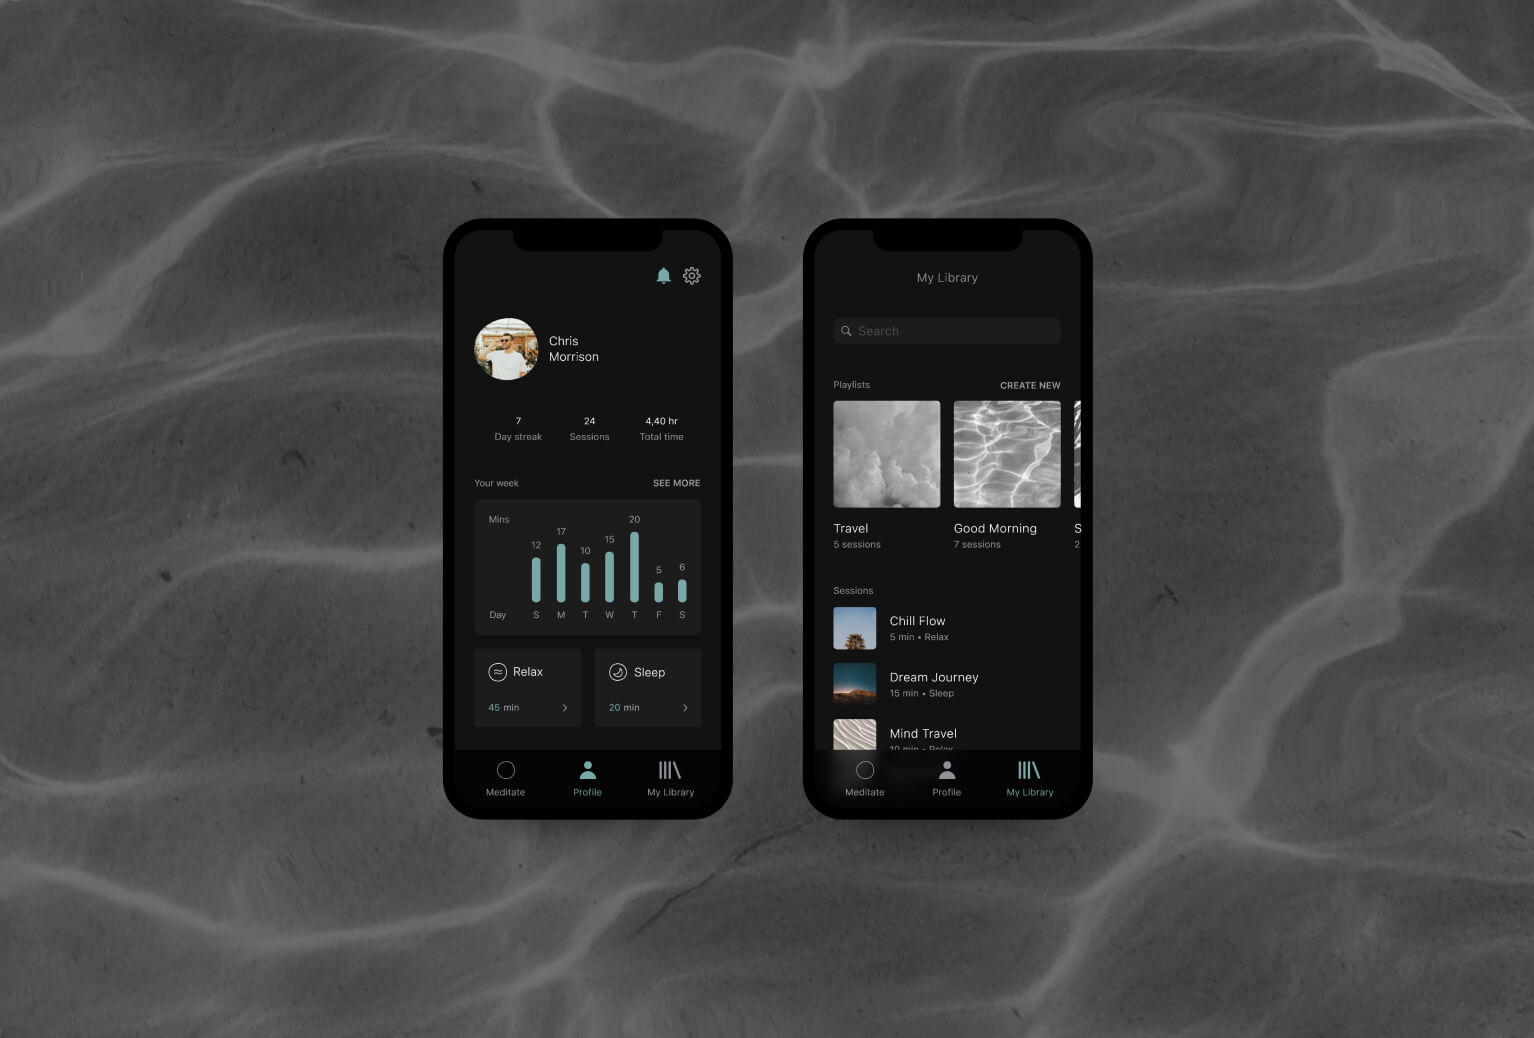 Chris
Morrison
7
24
4,40 hr
Day streak
Sessions
Total time
Your week
SEE MORE
Mins
12
17
10
15
20
5
6
Day
S
M
T
W
T
F
S
Relax
45 min
Sleep
20 min
Meditate
Profile
My Library
My Library
Search
Playlists
CREATE NEW
Travel
5 sessions
Good Morning
7 sessions
S
2
Sessions
Chill Flow
5 min • Relax
Dream Journey
15 min • Sleep
Mind Travel
10 min • Relax
Meditate
Profile
My Library